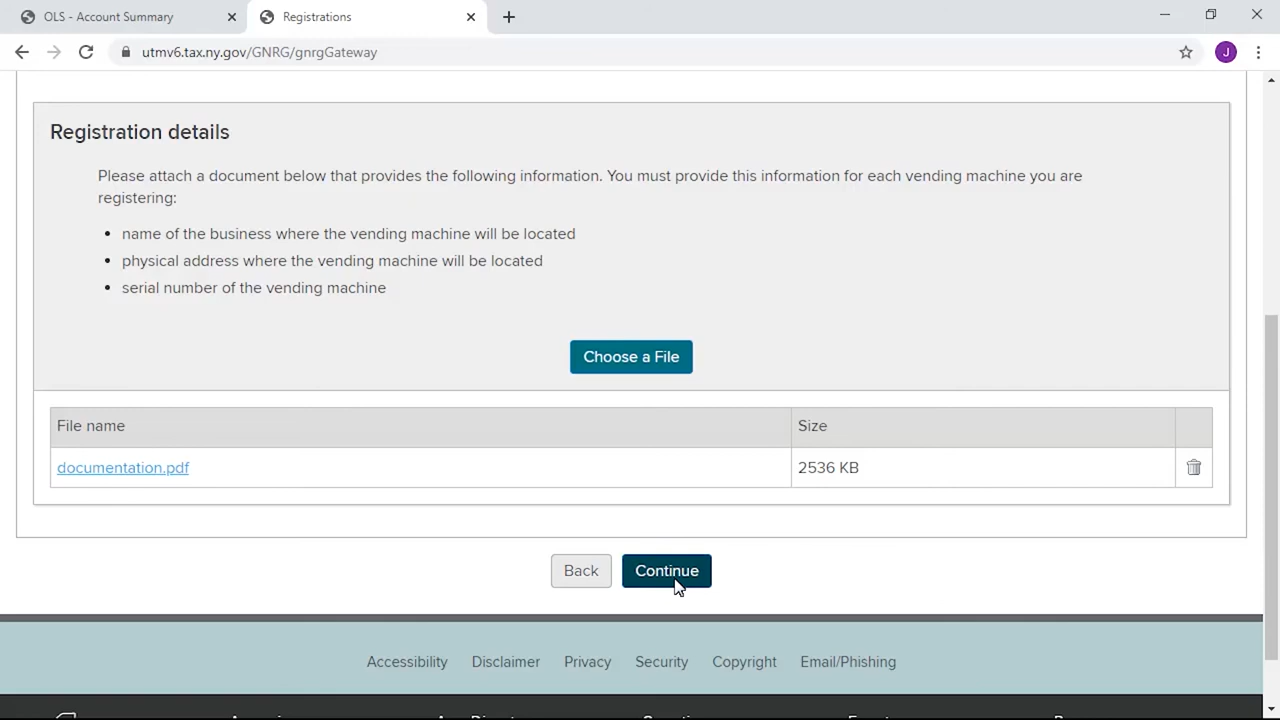 OLS - Account Summary
Registrations
utmv6.tax.ny.gov/GNRG/gnrgGateway
J
Registration details
Please attach a document below that provides the following information. You must provide this information for each vending machine you are
registering:
• name of the business where the vending machine will be located
• physical address where the vending machine will be located
• serial number of the vending machine
Choose a File
File name Size
documentation.pdf 2536 KB
Back Continue
Accessibility Disclaimer Privacy Security Copyright Email/Phishing